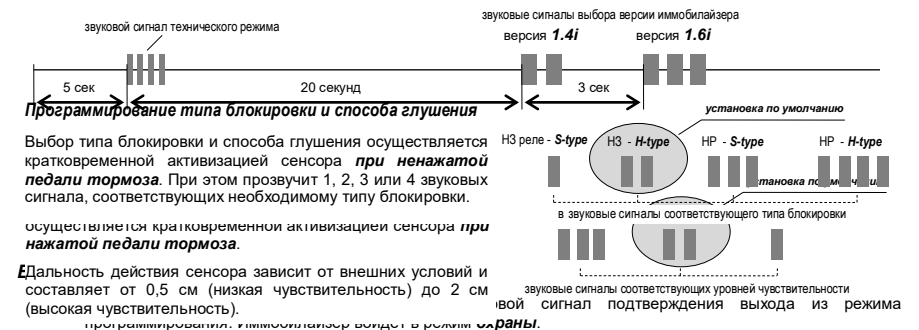 звуковые сигналы выбора версии иммобилайзера
звуковой сигнал технического режима
версия 1.4i
версия 1.6i
5 сек
20 секунд
3 сек
Программирование типа блокировки и способа глушения
установка по умолчанию
Выбор типа блокировки и способа глушения осуществляется
кратковременной активизацией сенсора при ненажатой
педали тормоза. При этом прозвучит 1, 2, 3 или 4 звуковых
сигнала, соответствующих необходимому типу блокировки.
НЗ реле - S-type
НЗ - H-type
НР - S-type
НР - H-type
в звуковые сигналы соответствующего типа блокировки
осуществляется кратковременной активизацией сенсора при
нажатой педали тормоза.
Дальность действия сенсора зависит от внешних условий и
составляет от 0,5 см (низкая чувствительность) до 2 см
(высокая чувствительность).
звуковые сигналы соответствующих уровней чувствительности
сигнал подтверждения выхода из режима
программирования. Иммобилайзер войдет в режим охраны.